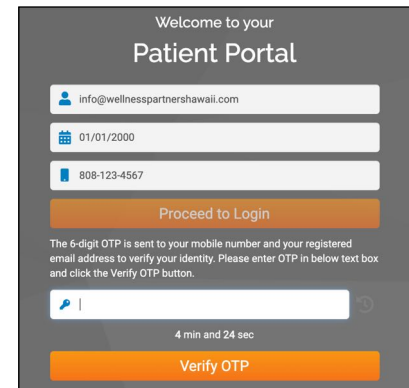 Welcome to your
Patient Portal
info@wellnesspartnershawaii.com
01/01/2000
808-123-4567
Proceed to Login
The 6-digit OTP is sent to your mobile number and your registered
email address to verify your identity. Please enter OTP in below text box
and click the Verify OTP button.
4 min and 24 sec
Verify OTP